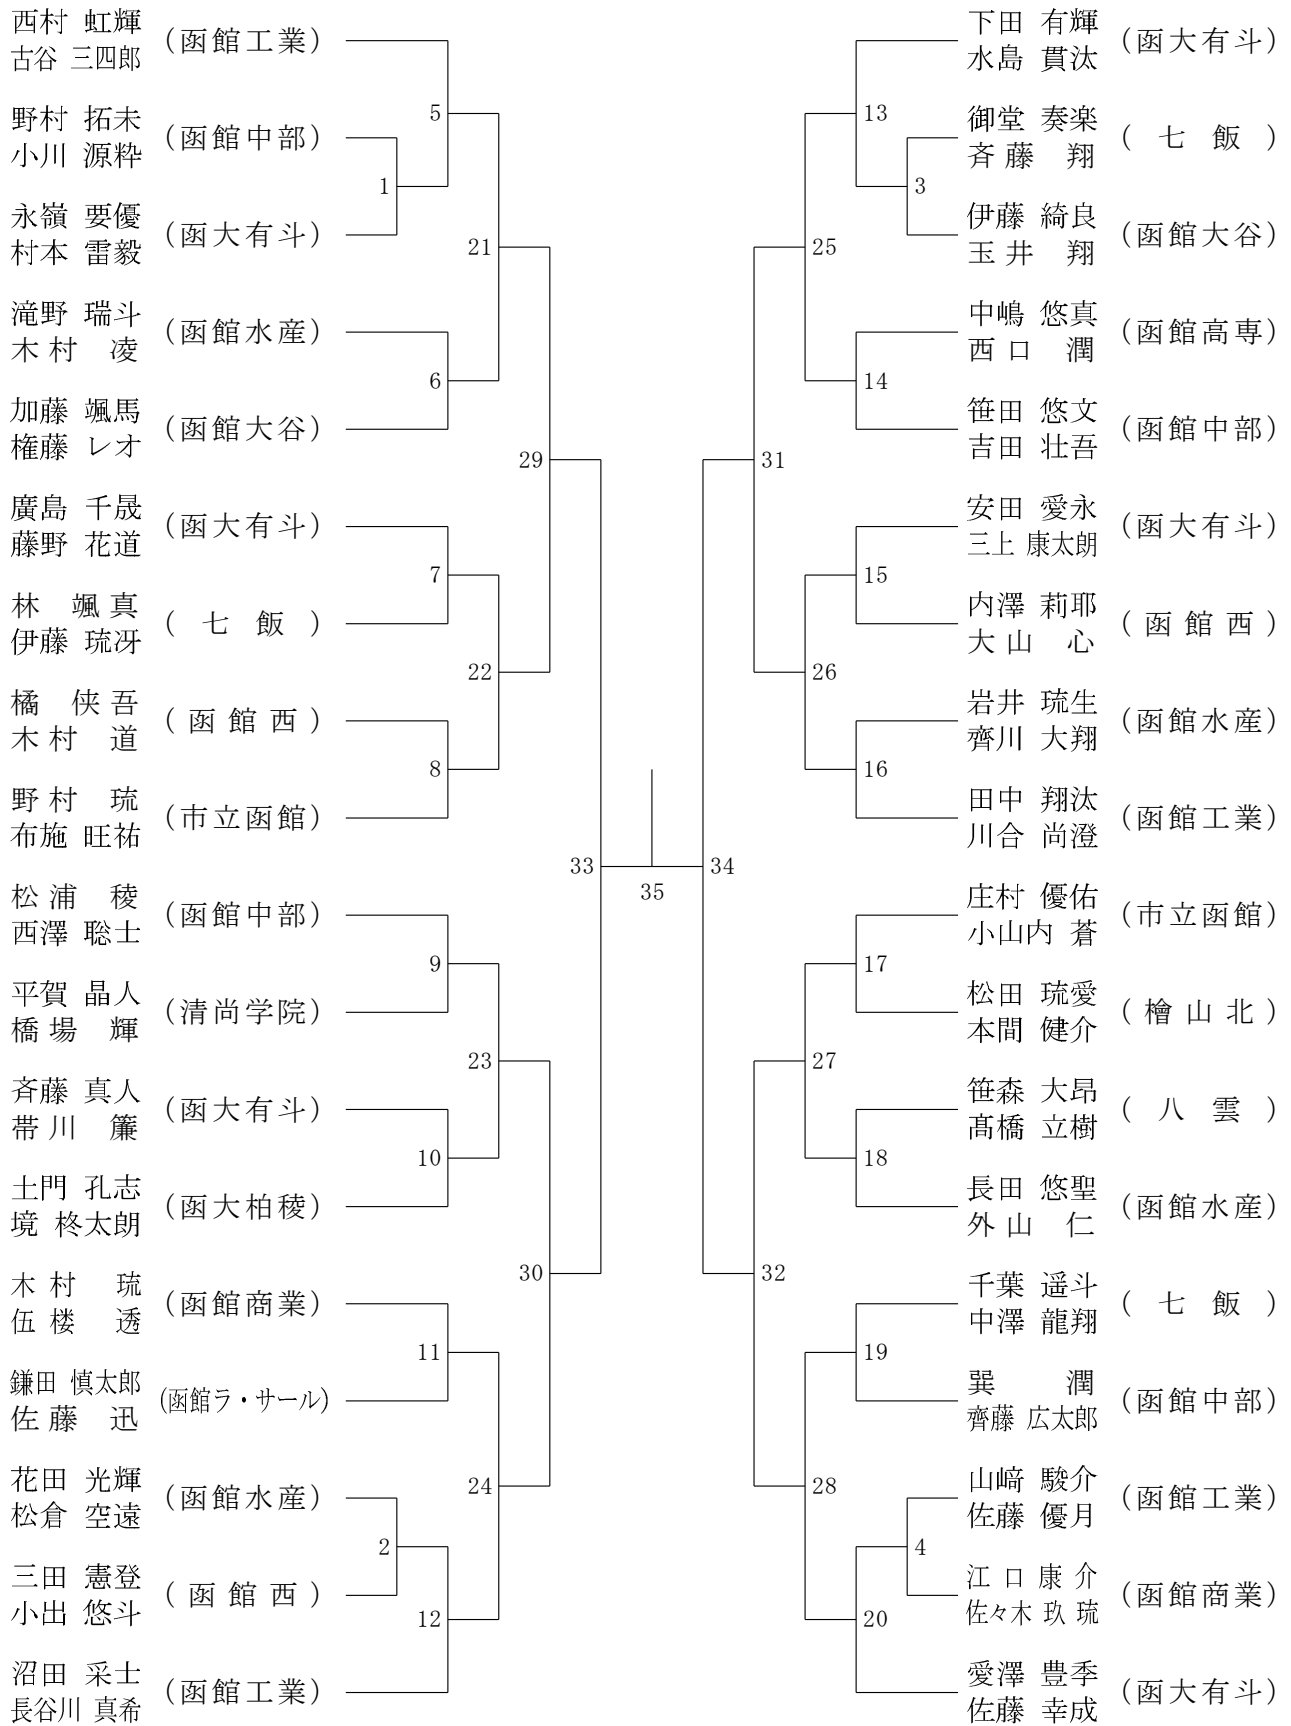 西村 虹輝
古谷 三四郎
(函館工業)
野村 拓未
小川 源粋
(函館中部)
永嶺 要優
村本 雷毅
(函大有斗)
滝野 瑞斗
木村 凌
(函館水産)
加藤 颯馬
権藤 レオ
(函館大谷)
廣島 千晟
藤野 花道
(函大有斗)
林 颯真
伊藤 琉冴
(七飯)
橘 侠吾
木村 道
(函館西)
野村 琉
布施 旺祐
(市立函館)
松浦 稜
西澤 聡士
(函館中部)
平賀 晶人
橋場 輝
(清尚学院)
斉藤 真人
帯川 簾
(函大有斗)
土門 孔志
境 柊太朗
(函大柏稜)
木村 琉
伍楼 透
(函館商業)
鎌田 慎太郎
佐藤 迅
(函館ラ・サール)
花田 光輝
松倉 空遠
(函館水産)
三田 憲登
小出 悠斗
(函館西)
沼田 采士
長谷川 真希
(函館工業)
1
2
5
6
7
8
9
10
11
12
21
22
23
24
29
30
33
35
34
31
32
25
26
27
28
13
14
15
16
17
18
19
20
3
4
下田 有輝
水島 貫汰
(函大有斗)
御堂 奏楽
斉藤 翔
(七飯)
伊藤 綺良
玉井 翔
(函館大谷)
中嶋 悠真
西口 潤
(函館高専)
笹田 悠文
吉田 壮吾
(函館中部)
安田 愛永
三上 康太朗
(函大有斗)
内澤 莉耶
大山 心
(函館西)
岩井 琉生
齊川 大翔
(函館水産)
田中 翔汰
川合 尚澄
(函館工業)
庄村 優佑
小山内 蒼
(市立函館)
松田 琉愛
本間 健介
(檜山北)
笹森 大昂
髙橋 立樹
(八雲)
長田 悠聖
外山 仁
(函館水産)
千葉 遥斗
中澤 龍翔
(七飯)
巽 潤
齊藤 広太郎
(函館中部)
山﨑 駿介
佐藤 優月
(函館工業)
江口 康介
佐々木 玖琉
(函館商業)
愛澤 豊季
佐藤 幸成
(函大有斗)